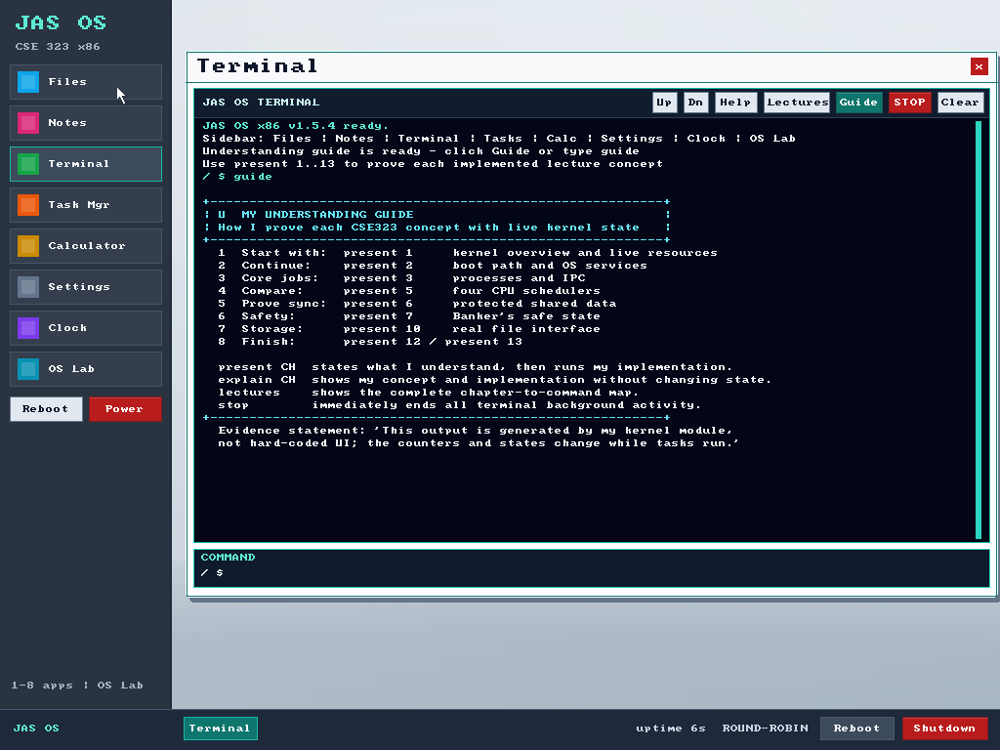 JAS OS
CSE 323 x86
Files
Notes
Terminal
Task Mgr
Calculator
Settings
Clock
OS Lab
Reboot Power
1-8 apps ¦ OS Lab
Terminal ×
JAS OS TERMINAL Up Dn Help Lectures Guide STOP Clear
JAS OS x86 v1.5.4 ready.
Sidebar: Files ¦ Notes ¦ Terminal ¦ Tasks ¦ Calc ¦ Settings ¦ Clock ¦ OS Lab
Understanding guide is ready - click Guide or type guide
Use present 1..13 to prove each implemented lecture concept
/ $ guide
+----------------------------------------------------------+
¦ U  MY UNDERSTANDING GUIDE ¦
¦ How I prove each CSE323 concept with live kernel state ¦
+----------------------------------------------------------+
1 Start with: present 1 kernel overview and live resources
2 Continue: present 2 boot path and OS services
3 Core jobs: present 3 processes and IPC
4 Compare: present 5 four CPU schedulers
5 Prove sync: present 6 protected shared data
6 Safety: present 7 Banker's safe state
7 Storage: present 10 real file interface
8 Finish: present 12 / present 13
present CH states what I understand, then runs my implementation.
explain CH shows my concept and implementation without changing state.
lectures shows the complete chapter-to-command map.
stop immediately ends all terminal background activity.
+----------------------------------------------------------+
Evidence statement: 'This output is generated by my kernel module,
not hard-coded UI; the counters and states change while tasks run.'
COMMAND
/ $
JAS OS Terminal uptime 6s ROUND-ROBIN Reboot Shutdown